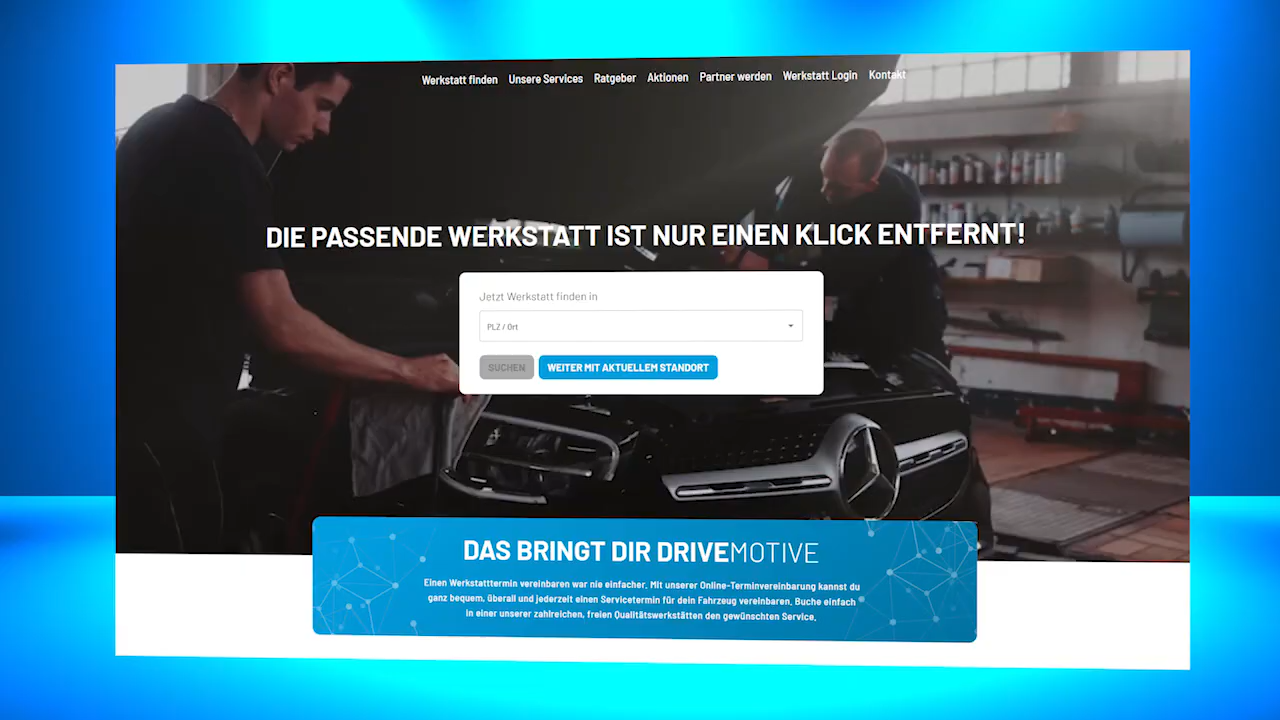 Werkstatt finden Unsere Services Ratgeber Aktionen Partner werden Werkstatt Login Kontakt
DIE PASSENDE WERKSTATT IST NUR EINEN KLICK ENTFERNT!
Jetzt Werkstatt finden in
PLZ / Ort
SUCHEN WEITER MIT AKTUELLEM STANDORT
DAS BRINGT DIR DRIVEMOTIVE
Einen Werkstatttermin vereinbaren war nie einfacher. Mit unserer Online-Terminvereinbarung kannst du
ganz bequem, überall und jederzeit einen Servicetermin für dein Fahrzeug vereinbaren. Buche einfach
in einer unserer zahlreichen, freien Qualitätswerkstätten den gewünschten Service.